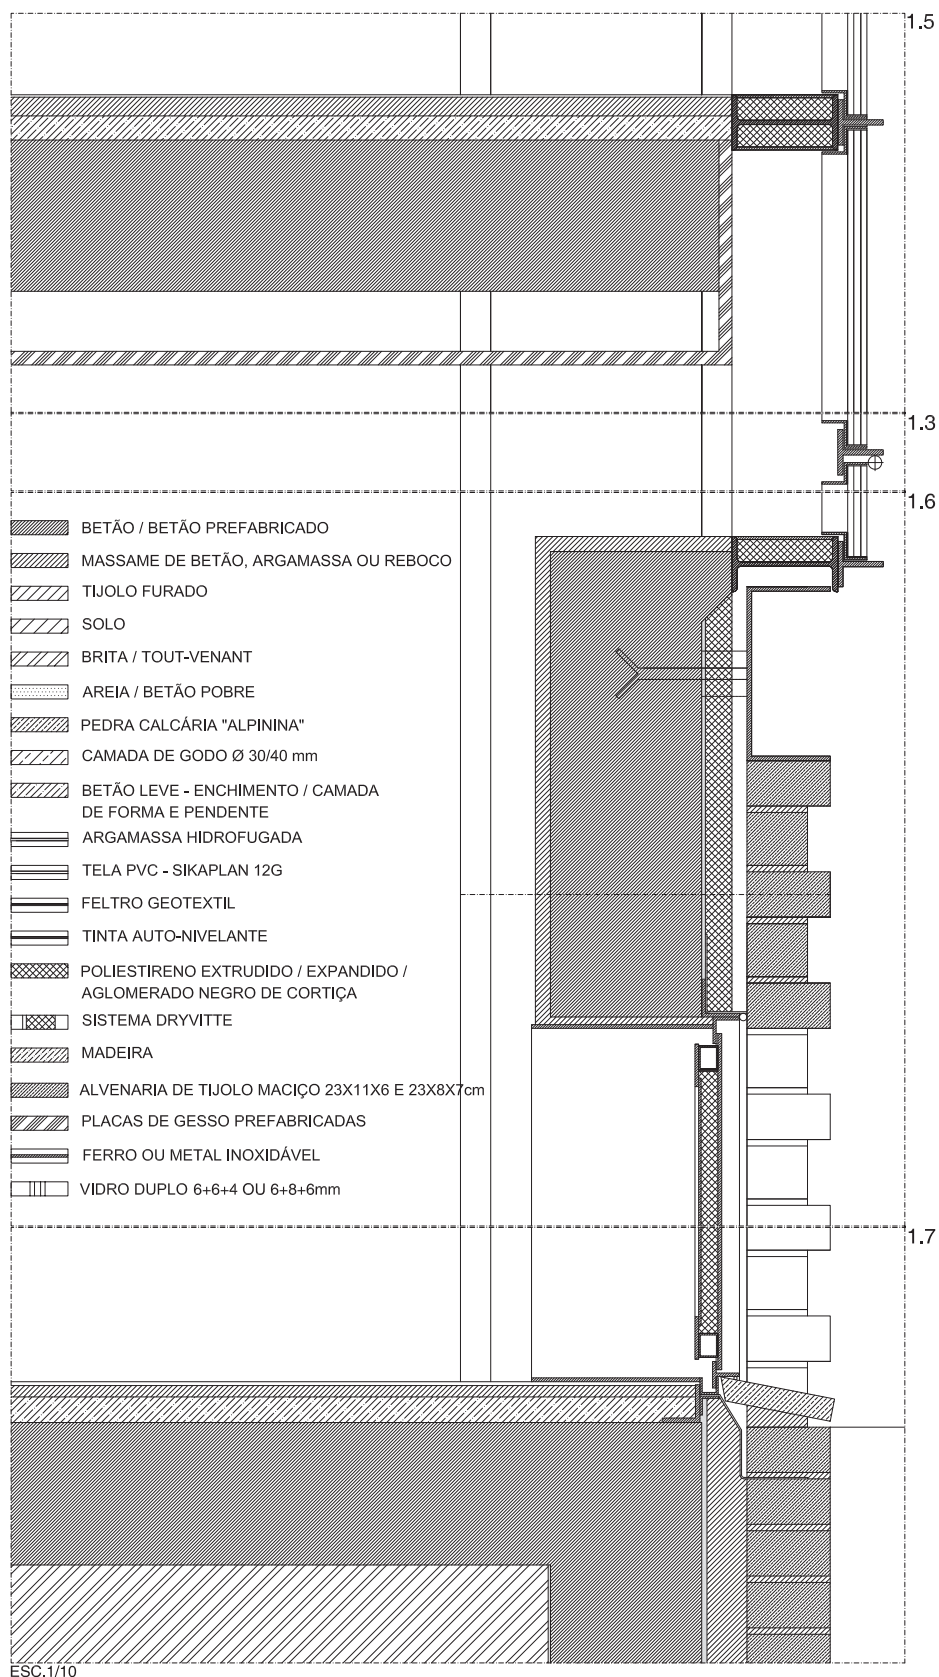 1.5
1.3
1.6
BETÃO / BETÃO PREFABRICADO
MASSAME DE BETÃO, ARGAMASSA OU REBOCO
TIJOLO FURADO
SOLO
BRITA / TOUT-VENANT
AREIA / BETÃO POBRE
PEDRA CALCÁRIA "ALPININA"
CAMADA DE GODO Ø 30/40 mm
BETÃO LEVE - ENCHIMENTO / CAMADA
DE FORMA E PENDENTE
ARGAMASSA HIDROFUGADA
TELA PVC - SIKAPLAN 12G
FELTRO GEOTEXTIL
TINTA AUTO-NIVELANTE
POLIESTIRENO EXTRUDIDO / EXPANDIDO /
AGLOMERADO NEGRO DE CORTIÇA
SISTEMA DRYVITTE
MADEIRA
ALVENARIA DE TIJOLO MACIÇO 23X11X6 E 23X8X7cm
PLACAS DE GESSO PREFABRICADAS
FERRO OU METAL INOXIDÁVEL
VIDRO DUPLO 6+6+4 OU 6+8+6mm
1.7
ESC.1/10